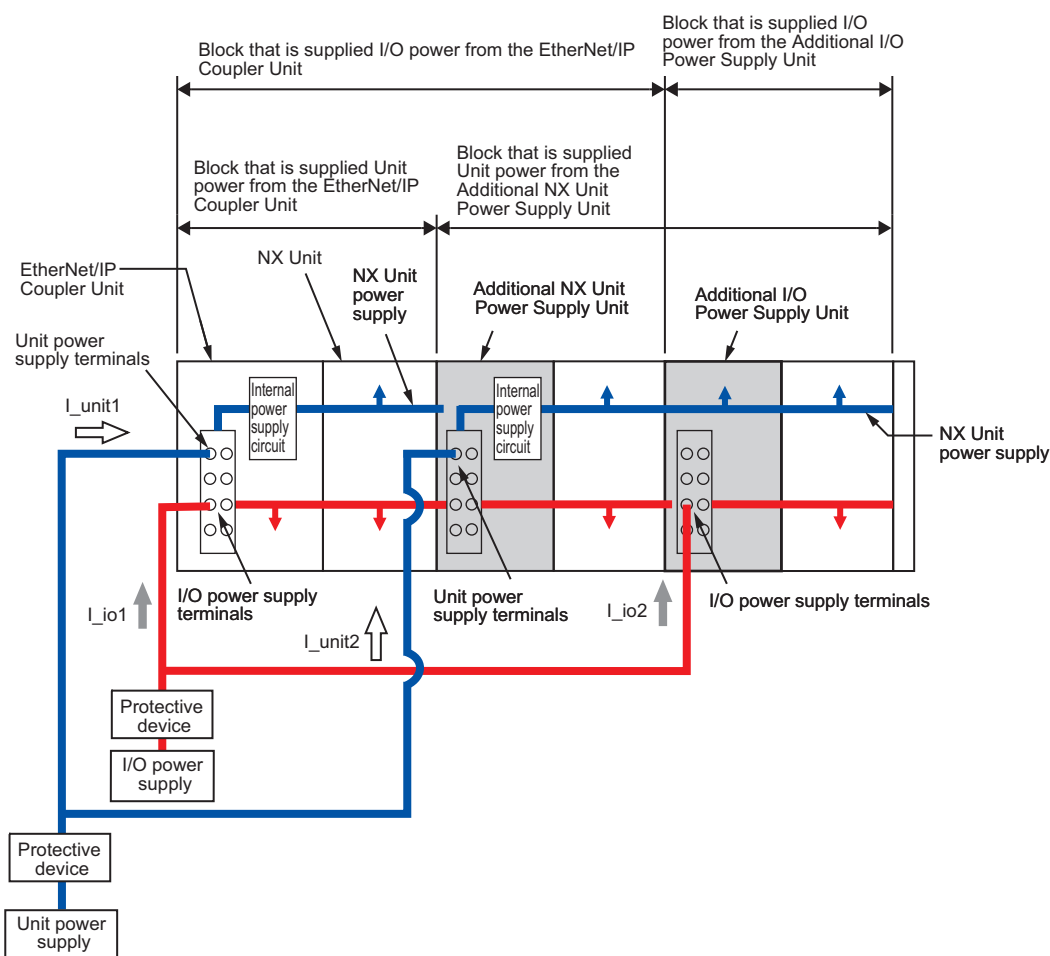 Block that is supplied I/O power from the EtherNet/IP
Coupler Unit
Block that is supplied I/O
power from the Additional I/O
Power Supply Unit
Block that is supplied Unit
power from the EtherNet/IP
Coupler Unit
Block that is supplied
Unit power from the
Additional NX Unit
Power Supply Unit
EtherNet/IP
Coupler Unit
NX Unit
NX Unit
power
supply
Additional NX Unit
Power Supply Unit
Additional I/O
Power Supply Unit
Unit power
supply terminals
I_unit1
Internal
power
supply
circuit
Internal
power
supply
circuit
NX Unit
power supply
I/O power supply
terminals
Unit power
supply terminals
I/O power supply terminals
I_io1
I_unit2
I_io2
Protective
device
I/O power
supply
Protective
device
Unit power
supply